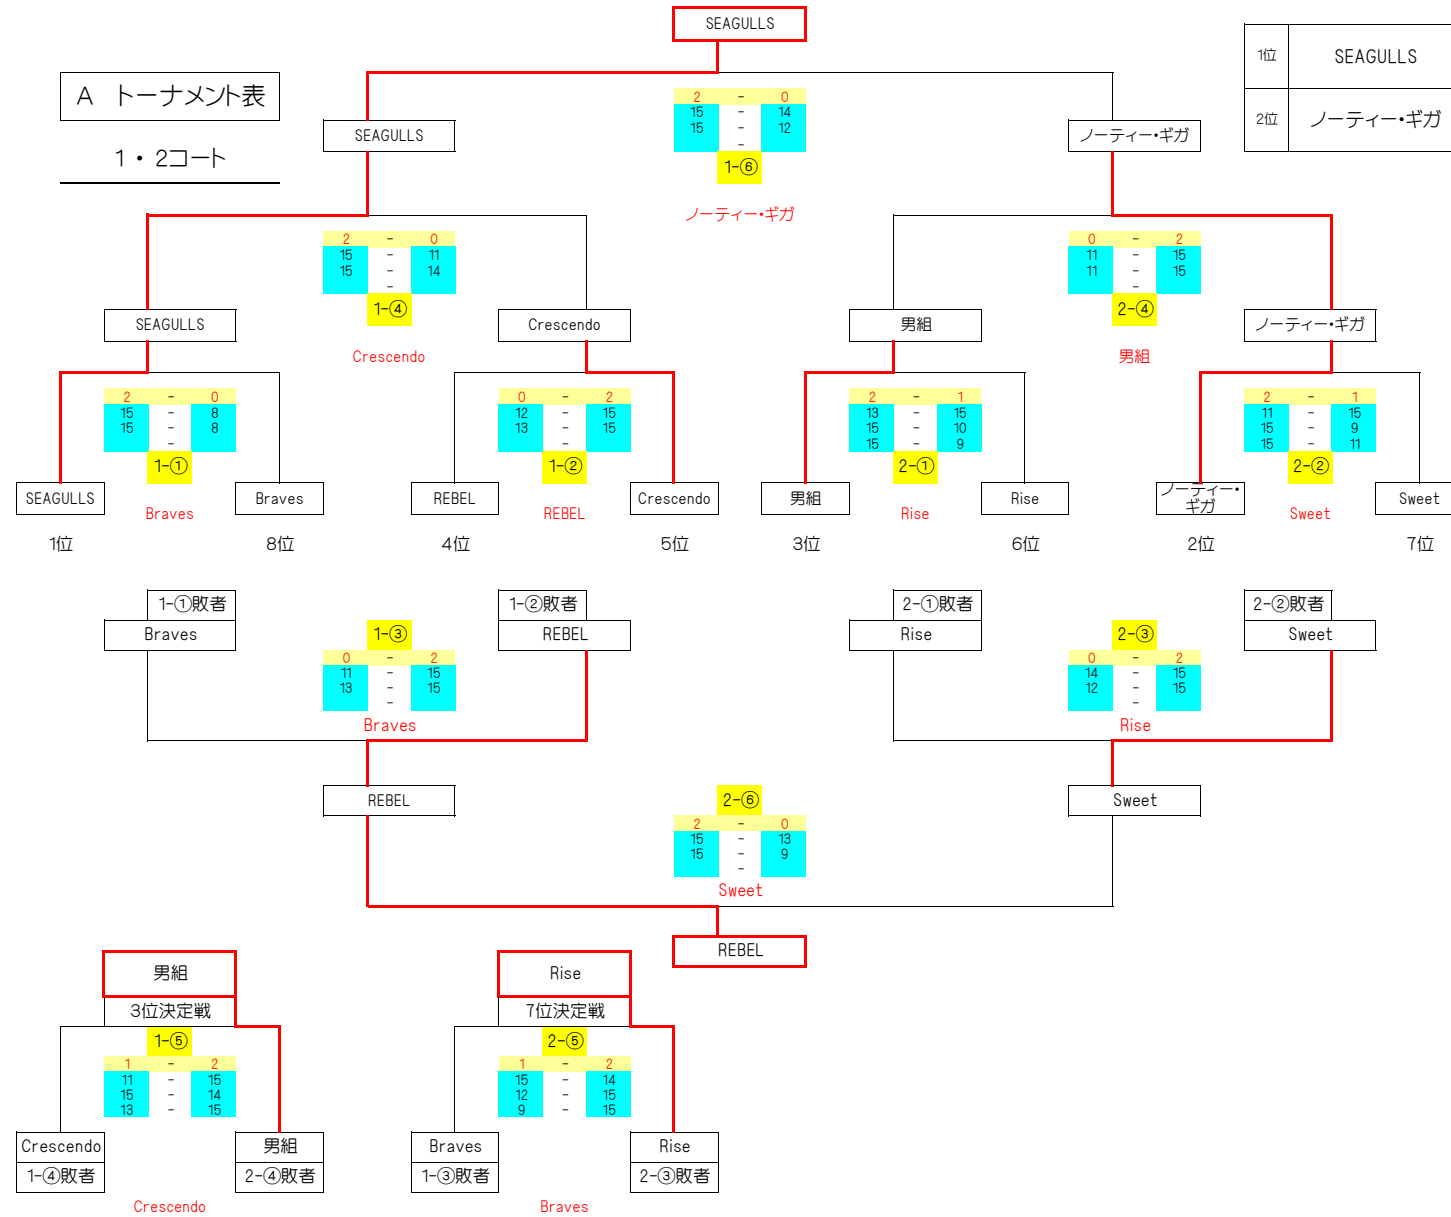 SEAGULLS
1位 SEAGULLS
2位 ノーティー・ギガ
A トーナメント表
1・2コート
2 - 0
15 - 14
15 - 12
-
1-⑥
ノーティー・ギガ
SEAGULLS
ノーティー・ギガ
2 - 0
15 - 11
15 - 14
-
1-④
Crescendo
0 - 2
11 - 15
11 - 15
-
2-④
男組
SEAGULLS
Crescendo
男組
ノーティー・ギガ
2 - 0
15 - 8
15 - 8
-
1-①
Braves
0 - 2
12 - 15
13 - 15
-
1-②
REBEL
2 - 1
13 - 15
15 - 10
15 - 9
2-①
Rise
2 - 1
11 - 15
15 - 9
15 - 11
2-②
Sweet
SEAGULLS
Braves
REBEL
Crescendo
男組
Rise
ノーティー・
ギガ
Sweet
1位
8位
4位
5位
3位
6位
2位
7位
1-①敗者
Braves
1-②敗者
REBEL
2-①敗者
Rise
2-②敗者
Sweet
1-③
0 - 2
11 - 15
13 - 15
-
Braves
2-③
0 - 2
14 - 15
12 - 15
-
Rise
REBEL
Sweet
2-⑥
2 - 0
15 - 13
15 - 9
-
Sweet
REBEL
男組
3位決定戦
1-⑤
1 - 2
11 - 15
15 - 14
13 - 15
Crescendo
1-④敗者
男組
2-④敗者
Crescendo
Rise
7位決定戦
2-⑤
1 - 2
15 - 14
12 - 15
9 - 15
Braves
1-③敗者
Rise
2-③敗者
Braves